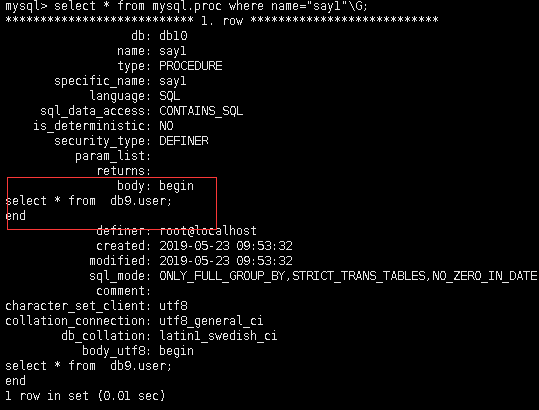 mysql> select * from mysql.proc where name="say1"\G;
*************************** 1. row ***************************
db: db10
name: say1
type: PROCEDURE
specific_name: say1
language: SQL
sql_data_access: CONTAINS_SQL
is_deterministic: NO
security_type: DEFINER
param_list:
returns:
body: begin
select * from  db9.user;
end
definer: root@localhost
created: 2019-05-23 09:53:32
modified: 2019-05-23 09:53:32
sql_mode: ONLY_FULL_GROUP_BY,STRICT_TRANS_TABLES,NO_ZERO_IN_DATE
comment:
character_set_client: utf8
collation_connection: utf8_general_ci
db_collation: latin1_swedish_ci
body_utf8: begin
select * from  db9.user;
end
1 row in set (0.01 sec)